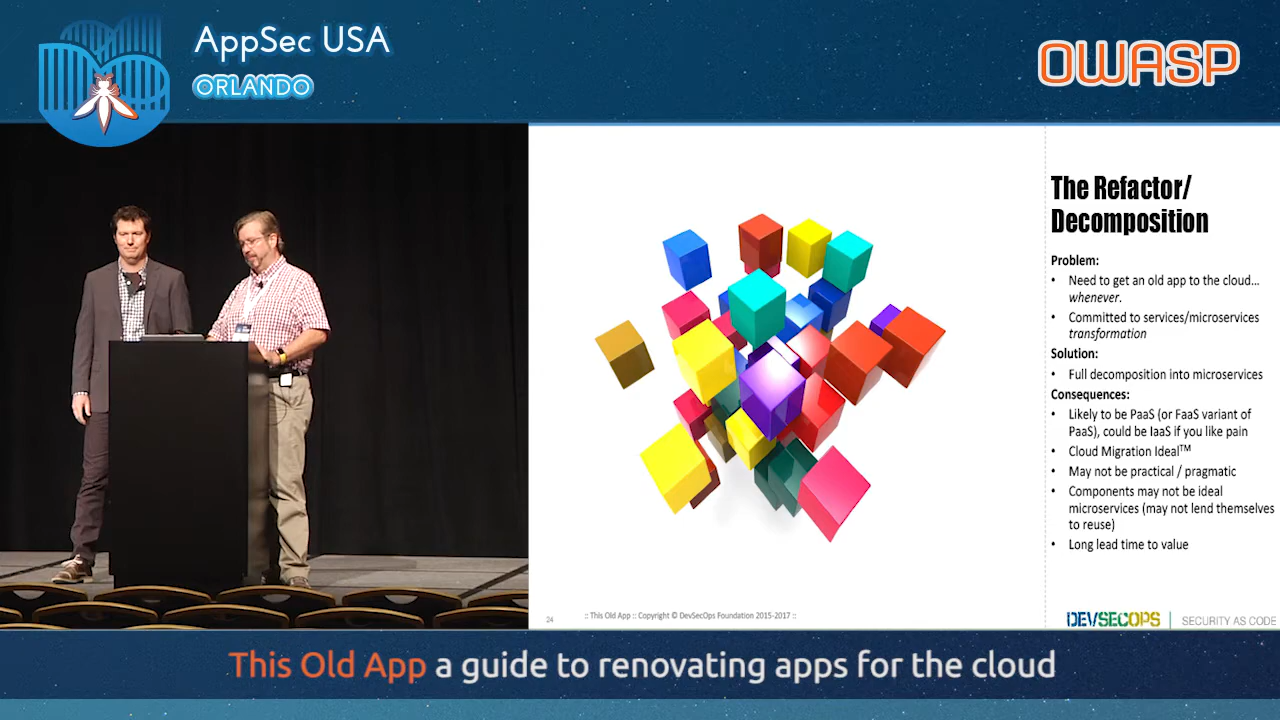 AppSec USA
ORLANDO
OWASP
The Refactor/
Decomposition
Problem:
• Need to get an old app to the cloud...
whenever.
• Committed to services/microservices
transformation
Solution:
• Full decomposition into microservices
Consequences:
• Likely to be PaaS (or FaaS variant of
PaaS), could be IaaS if you like pain
• Cloud Migration Ideal™
• May not be practical / pragmatic
• Components may not be ideal
microservices (may not lend themselves
to reuse)
• Long lead time to value
24
:: This Old App :: Copyright © DevSecOps Foundation 2015-2017 ::
DEVSECOPS | SECURITY AS CODE
This Old App a guide to renovating apps for the cloud